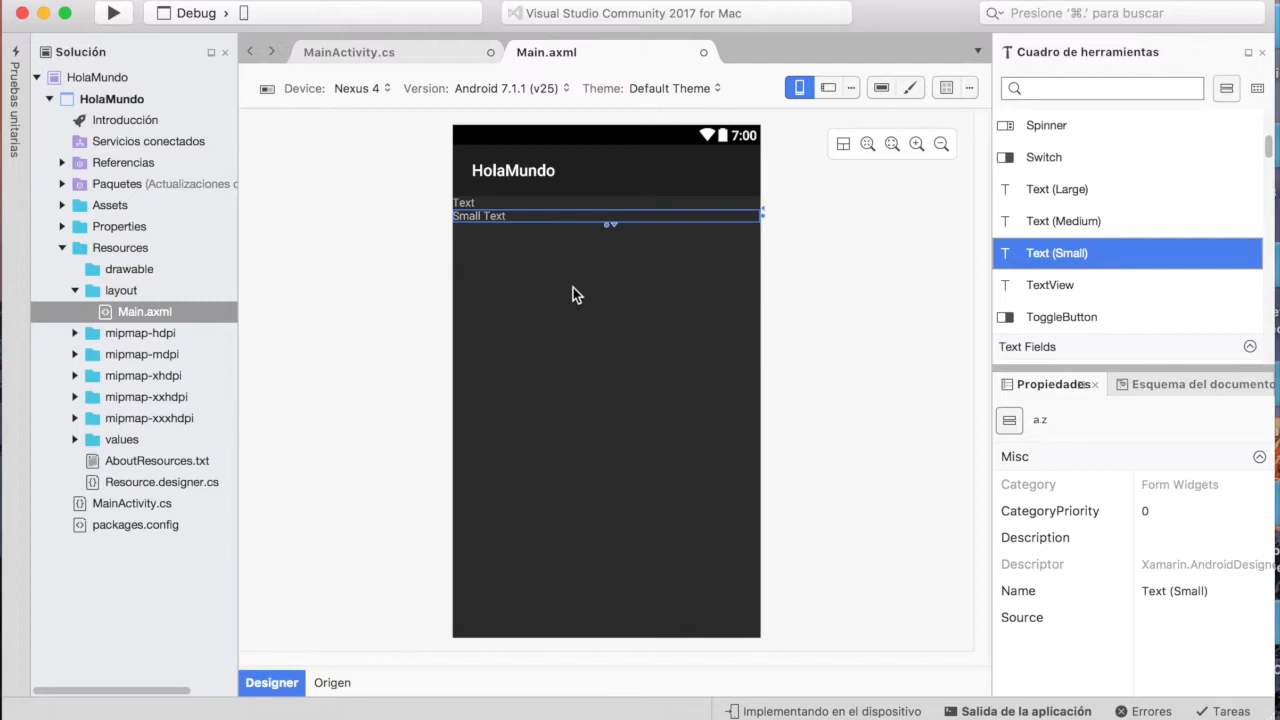 Debug
Visual Studio Community 2017 for Mac
Presione '⌘.' para buscar
Pruebas unitarias
Solución
HolaMundo
HolaMundo
Introducción
Servicios conectados
Referencias
Paquetes (Actualizaciones
Assets
Properties
Resources
drawable
layout
Main.axml
mipmap-hdpi
mipmap-mdpi
mipmap-xhdpi
mipmap-xxhdpi
mipmap-xxxhdpi
values
AboutResources.txt
Resource.designer.cs
MainActivity.cs
packages.config
MainActivity.cs
Main.axml
Device: Nexus 4
Version: Android 7.1.1 (v25)
Theme: Default Theme
7:00
HolaMundo
Text
Small Text
Designer
Origen
Cuadro de herramientas
Spinner
Switch
Text (Large)
Text (Medium)
Text (Small)
TextView
ToggleButton
Text Fields
Propiedades
Esquema del documento
a.z
Misc
Category Form Widgets
CategoryPriority 0
Description
Descriptor Xamarin.AndroidDesigne
Name Text (Small)
Source
Implementando en el dispositivo
Salida de la aplicación
Errores
Tareas